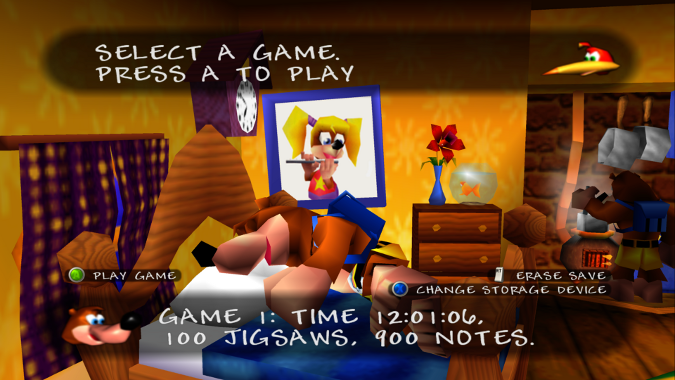 SELECT A GAME.
PRESS A TO PLAY
PLAY GAME
ERASE SAVE
CHANGE STORAGE DEVICE
GAME 1: TIME 12:01:06,
100 JIGSAWS, 900 NOTES.